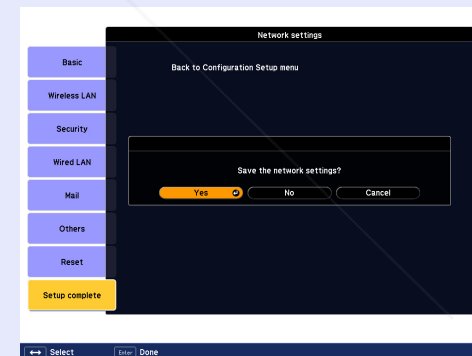 Network settings
Basic
Back to Configuration Setup menu
Wireless LAN
Security
Wired LAN
Save the network settings?
Yes No Cancel
Mail
Others
Reset
Setup complete
Select Enter Done